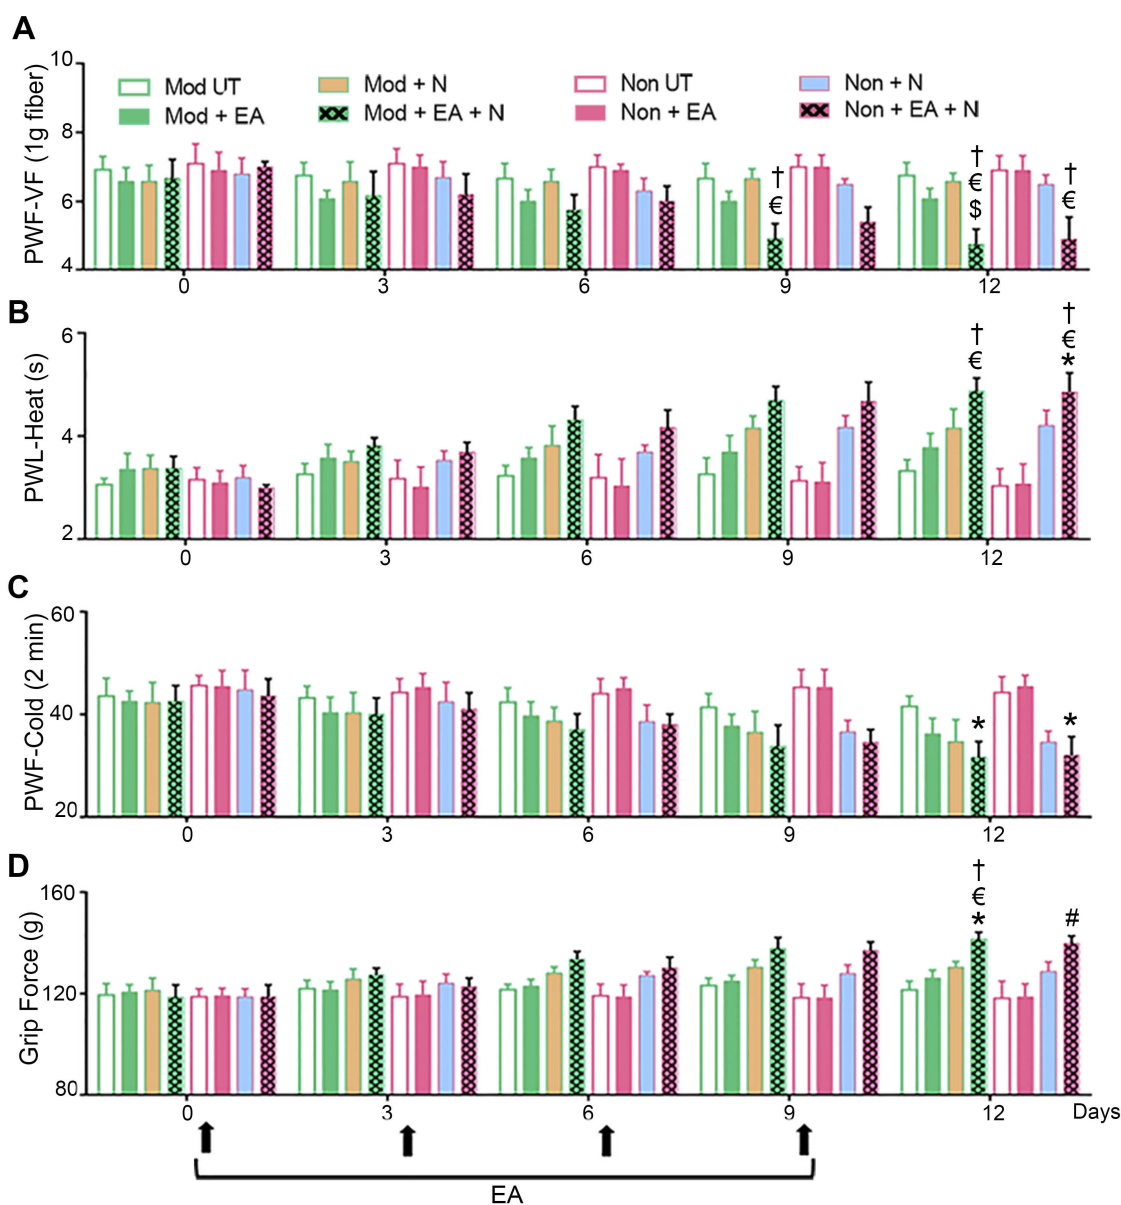 A
PWF-VF (1g fiber)
10
8
6
4
Mod UT
Mod + N
Non UT
Non + N
Mod + EA
Mod + EA + N
Non + EA
Non + EA + N
†
€
†
€
$
†
€
0
3
6
9
12
B
PWL-Heat (s)
6
4
2
†
€
†
€
*
0
3
6
9
12
C
PWF-Cold (2 min)
60
40
20
*
*
0
3
6
9
12
D
Grip Force (g)
160
120
80
†
€
*
#
0
3
6
9
12
Days
EA